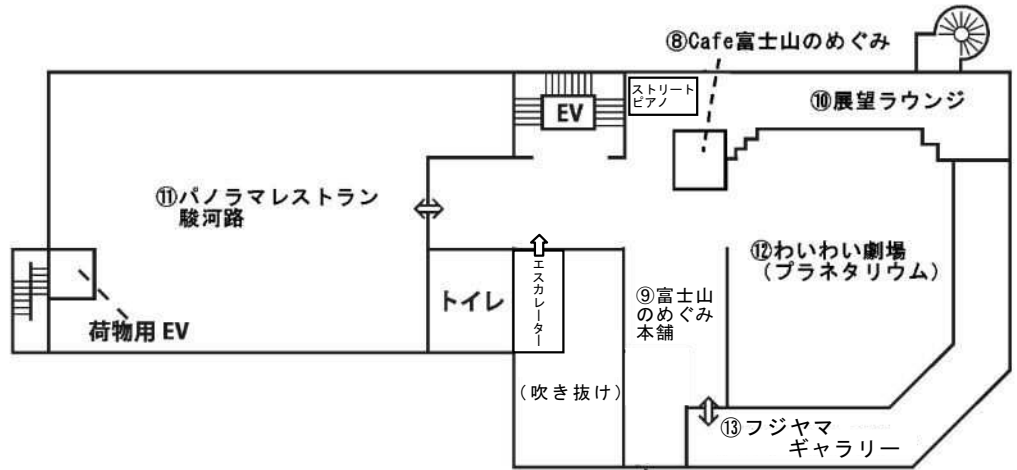 ⑧Cafe富士山のめぐみ
ストリート
ピアノ
EV
⑩展望ラウンジ
⑪パノラマレストラン
駿河路
⑫わいわい劇場
(プラネタリウム)
エスカレーター
トイレ
⑨富士山
のめぐみ
本舗
荷物用 EV
(吹き抜け)
⑬フジヤマ
ギャラリー